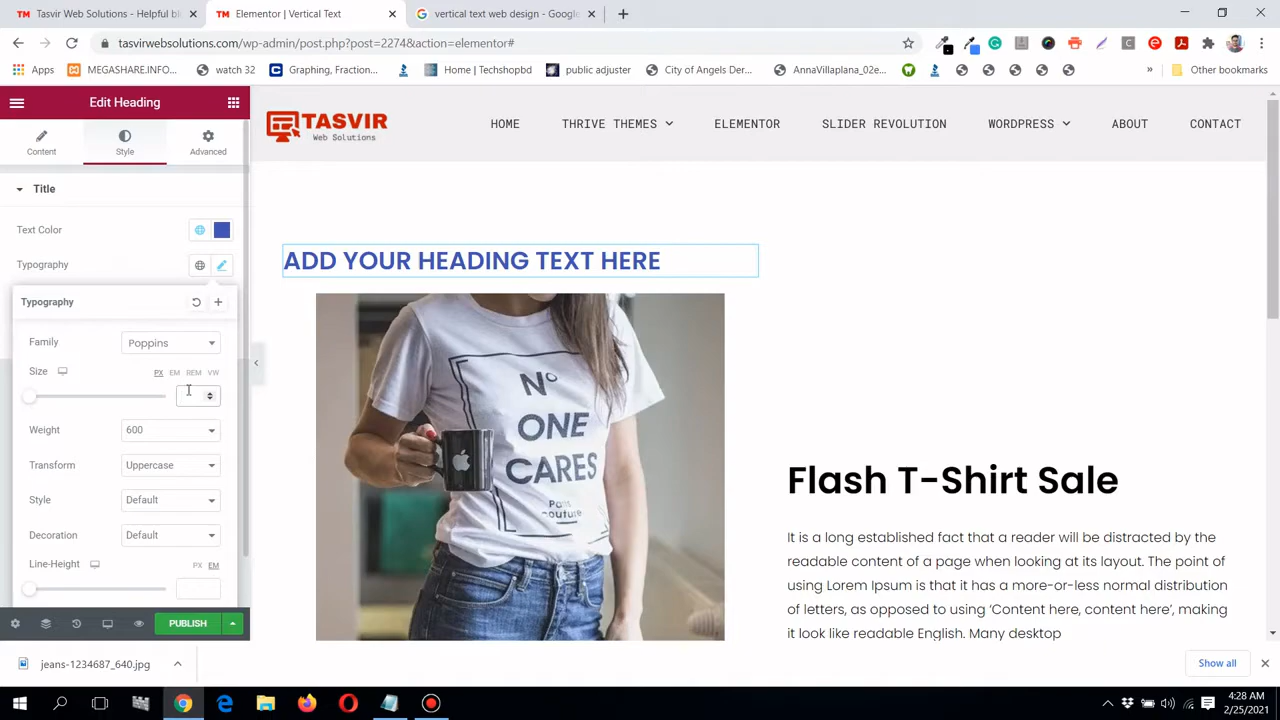 Tasvir Web Solutions - Helpful bl
Elementor | Vertical Text
vertical text web design - Google
tasvirwebsolutions.com/wp-admin/post.php?post=2274&action=elementor#
Apps
MEGASHARE.INFO...
watch 32
Graphing, Fraction...
Home | Techshopbd
public adjuster
City of Angels Der...
AnnaVillaplana_02e...
Other bookmarks
Edit Heading
Content
Style
Advanced
Title
Text Color
Typography
Typography
Family
Poppins
Size
PX EM REM VW
Weight
600
Transform
Uppercase
Style
Default
Decoration
Default
Line-Height
PX EM
PUBLISH
TASVIR
Web Solutions
HOME
THRIVE THEMES
ELEMENTOR
SLIDER REVOLUTION
WORDPRESS
ABOUT
CONTACT
ADD YOUR HEADING TEXT HERE
N°
ONE
CARES
Paris
couture
Flash T-Shirt Sale
It is a long established fact that a reader will be distracted by the
readable content of a page when looking at its layout. The point of
using Lorem Ipsum is that it has a more-or-less normal distribution
of letters, as opposed to using ‘Content here, content here’, making
it look like readable English. Many desktop
jeans-1234687_640.jpg
Show all
4:28 AM
2/25/2021